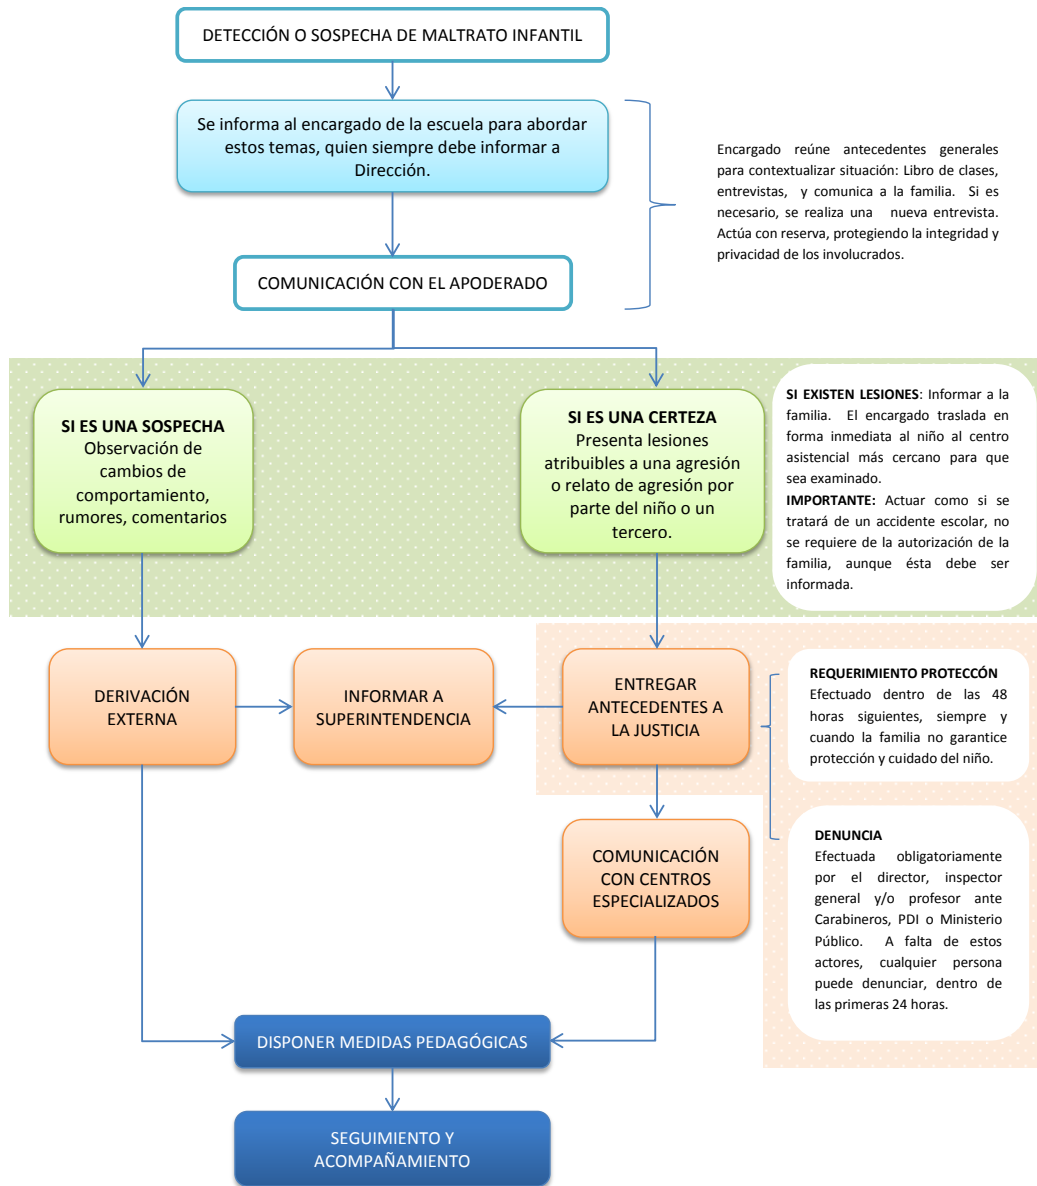 DETECCIÓN O SOSPECHA DE MALTRATO INFANTIL
Se informa al encargado de la escuela para abordar
estos temas, quien siempre debe informar a
Dirección.
Encargado reúne antecedentes generales
para contextualizar situación: Libro de clases,
entrevistas, y comunica a la familia. Si es
necesario, se realiza una nueva entrevista.
Actúa con reserva, protegiendo la integridad y
privacidad de los involucrados.
COMUNICACIÓN CON EL APODERADO
SI ES UNA SOSPECHA
Observación de
cambios de
comportamiento,
rumores, comentarios
SI ES UNA CERTEZA
Presenta lesiones
atribuibles a una agresión
o relato de agresión por
parte del niño o un
tercero.
SI EXISTEN LESIONES: Informar a la
familia. El encargado traslada en
forma inmediata al niño al centro
asistencial más cercano para que
sea examinado.
IMPORTANTE: Actuar como si se
tratará de un accidente escolar, no
se requiere de la autorización de la
familia, aunque ésta debe ser
informada.
DERIVACIÓN
EXTERNA
INFORMAR A
SUPERINTENDENCIA
ENTREGAR
ANTECEDENTES A
LA JUSTICIA
REQUERIMIENTO PROTECCÓN
Efectuado dentro de las 48
horas siguientes, siempre y
cuando la familia no garantice
protección y cuidado del niño.
COMUNICACIÓN
CON CENTROS
ESPECIALIZADOS
DENUNCIA
Efectuada obligatoriamente
por el director, inspector
general y/o profesor ante
Carabineros, PDI o Ministerio
Público. A falta de estos
actores, cualquier persona
puede denunciar, dentro de
las primeras 24 horas.
DISPONER MEDIDAS PEDAGÓGICAS
SEGUIMIENTO Y
ACOMPAÑAMIENTO